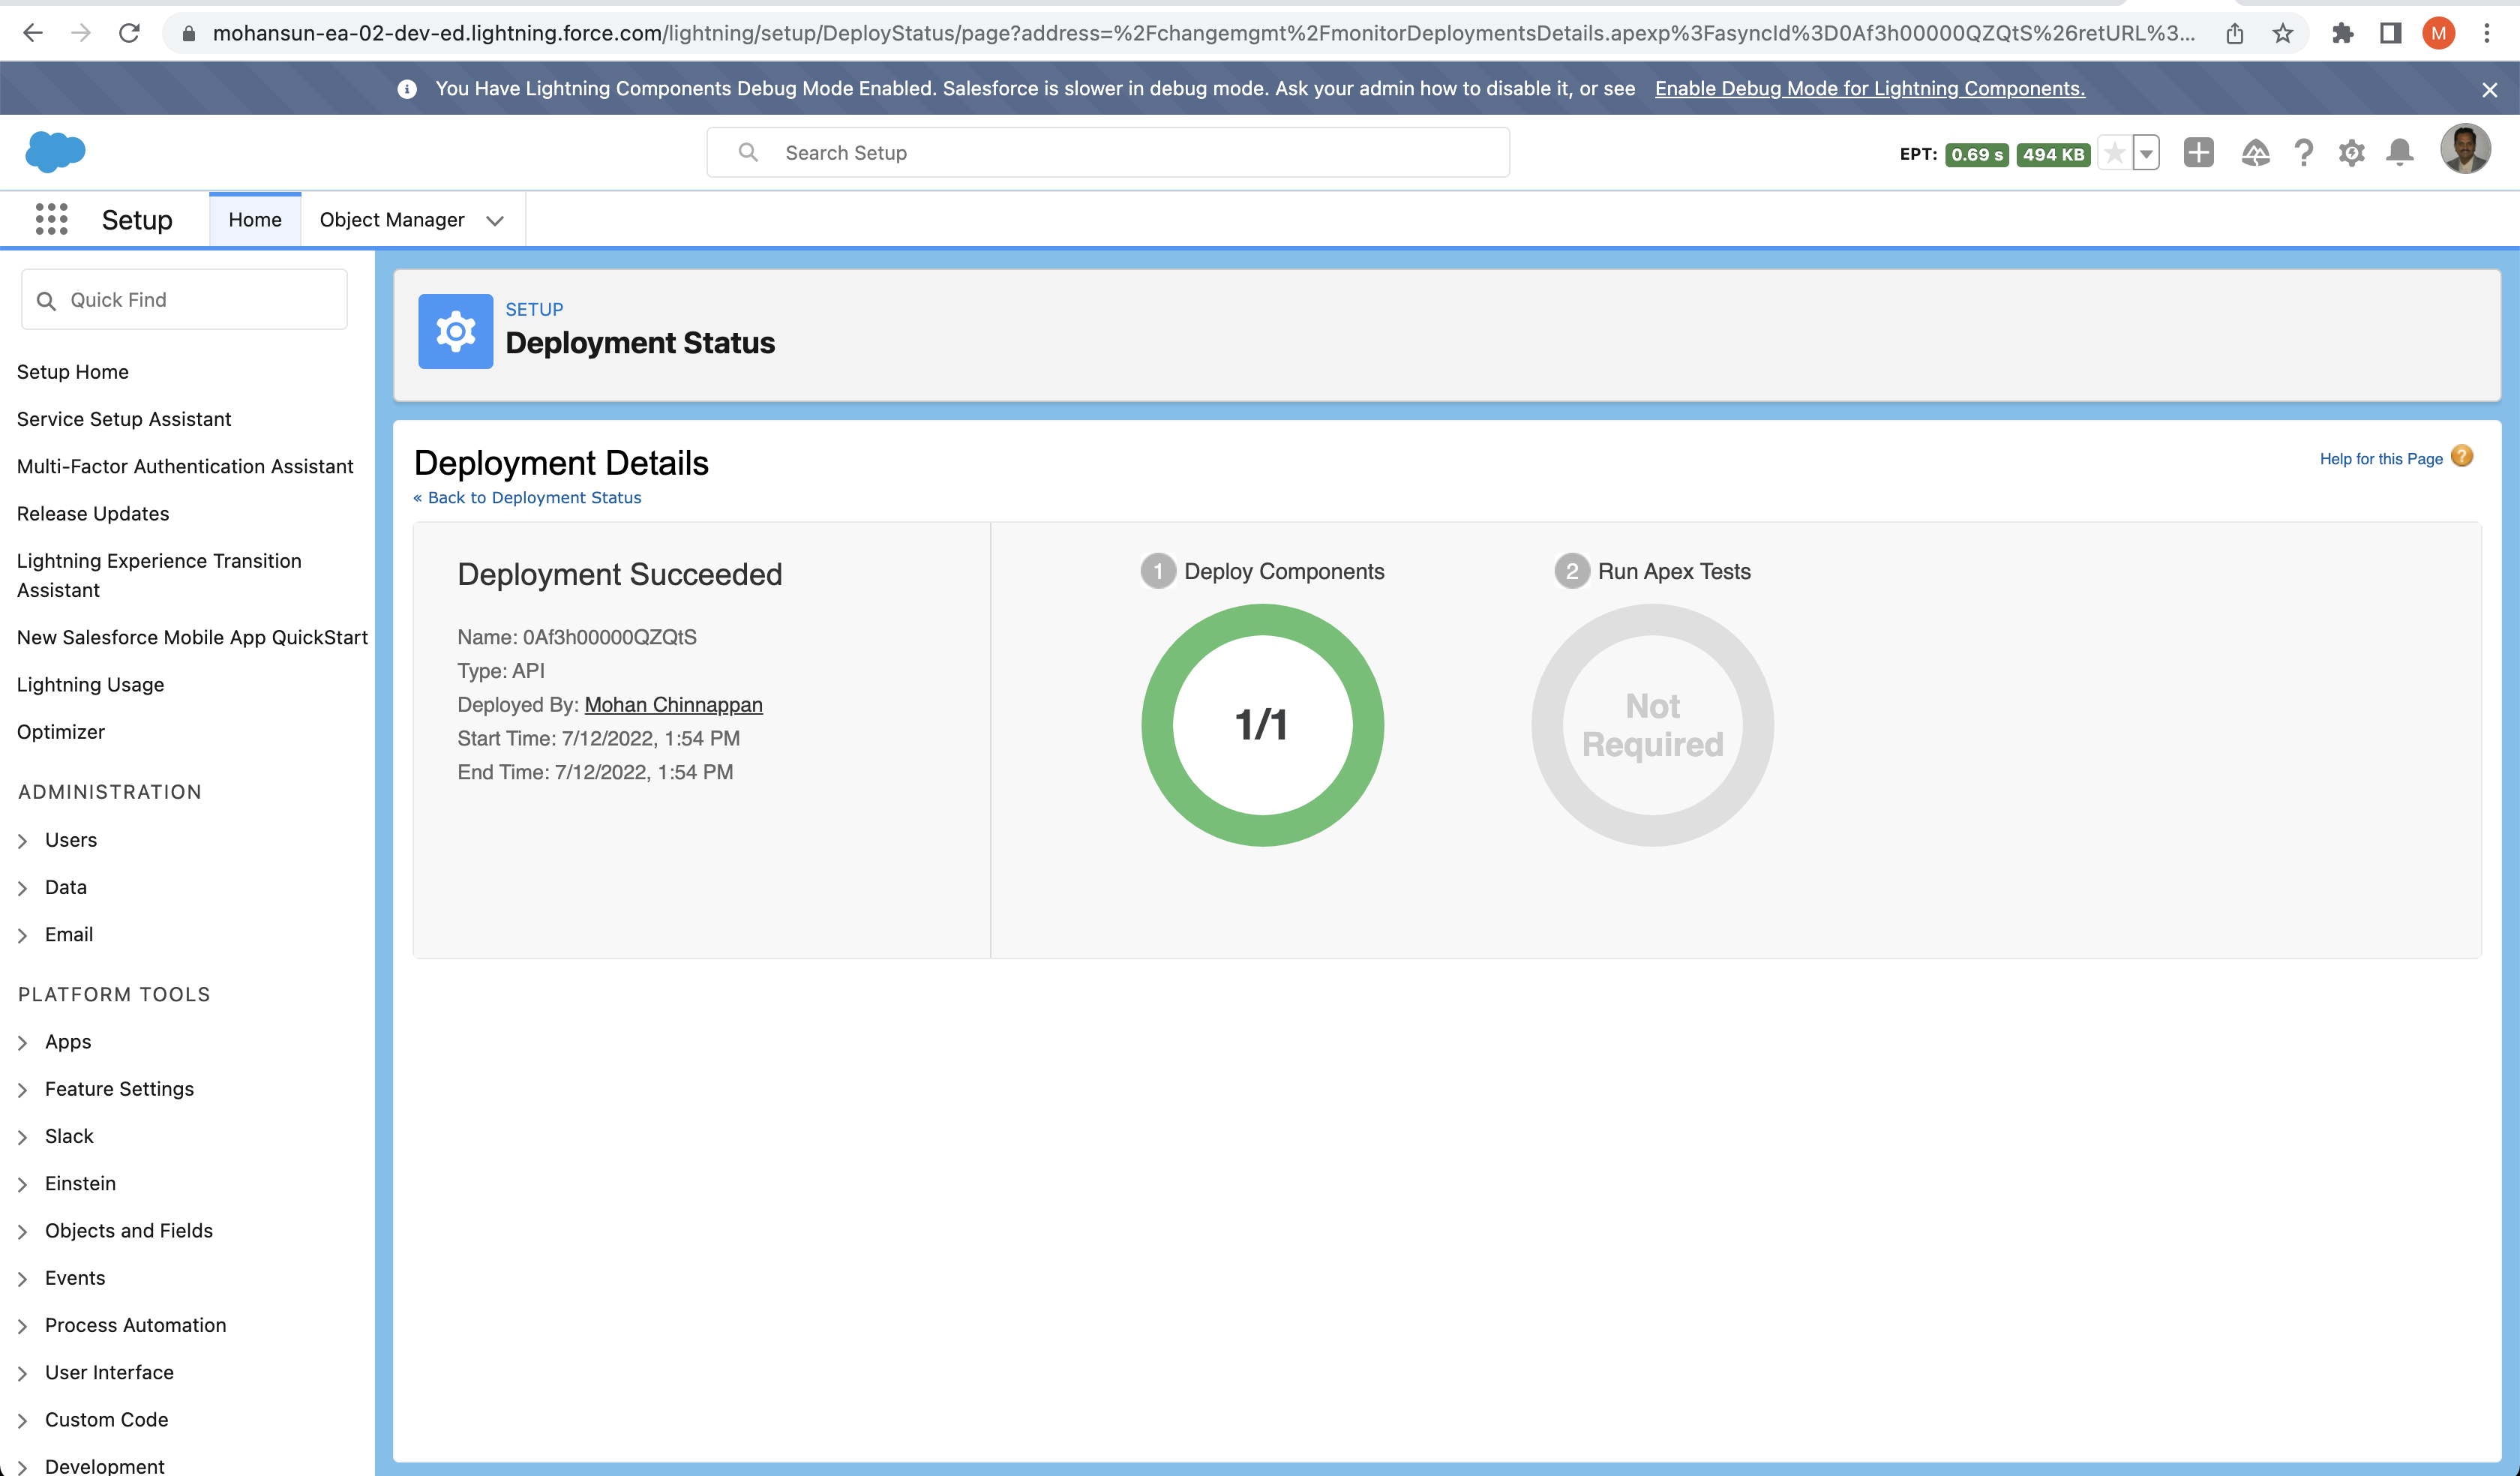 mohansun-ea-02-dev-ed.lightning.force.com/lightning/setup/DeployStatus/page?address=%2Fchangemgmt%2FmonitorDeploymentsDetails.apexp%3FasyncId%3D0Af3h00000QZQtS%26retURL%3...
M
You Have Lightning Components Debug Mode Enabled. Salesforce is slower in debug mode. Ask your admin how to disable it, or see Enable Debug Mode for Lightning Components.
Search Setup
EPT: 0.69 s 494 KB
Setup
Home
Object Manager
Quick Find
Setup Home
Service Setup Assistant
Multi-Factor Authentication Assistant
Release Updates
Lightning Experience Transition
Assistant
New Salesforce Mobile App QuickStart
Lightning Usage
Optimizer
ADMINISTRATION
Users
Data
Email
PLATFORM TOOLS
Apps
Feature Settings
Slack
Einstein
Objects and Fields
Events
Process Automation
User Interface
Custom Code
Development
SETUP
Deployment Status
Deployment Details
Help for this Page ?
« Back to Deployment Status
Deployment Succeeded
Name: 0Af3h00000QZQtS
Type: API
Deployed By: Mohan Chinnappan
Start Time: 7/12/2022, 1:54 PM
End Time: 7/12/2022, 1:54 PM
1 Deploy Components
1/1
2 Run Apex Tests
Not
Required